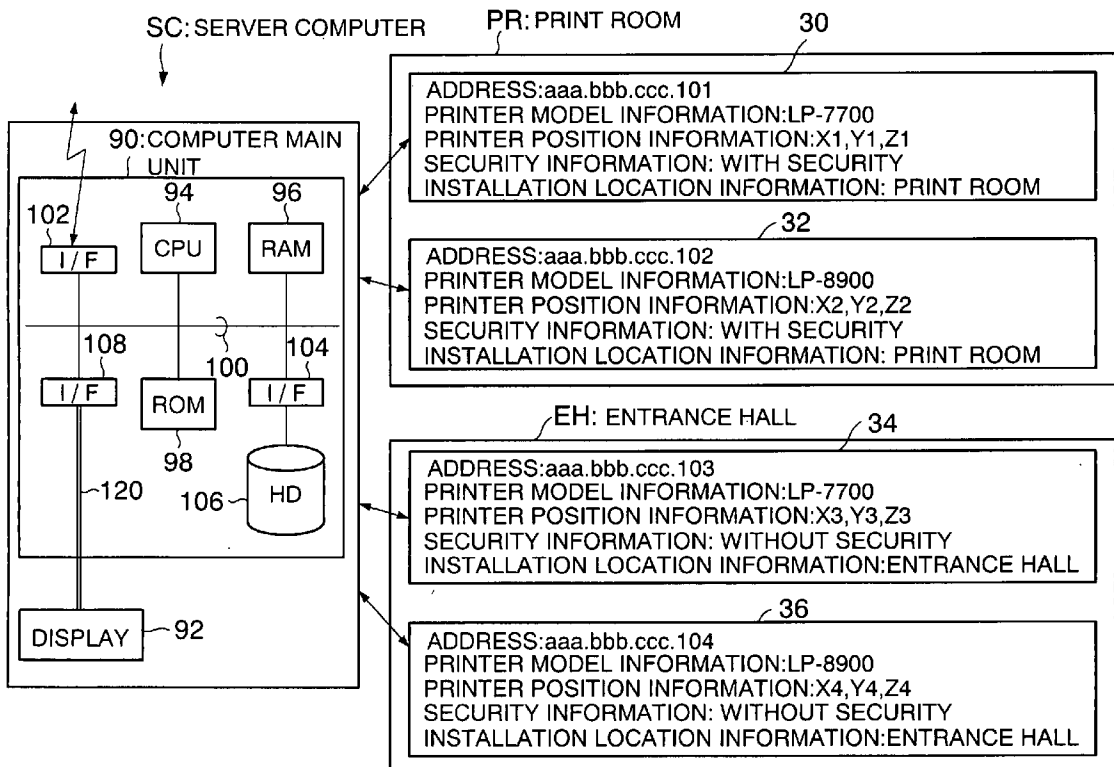 SC: SERVER COMPUTER
90: COMPUTER MAIN
UNIT
94
96
102
I/F
CPU
RAM
108
100
104
I/F
ROM
I/F
98
120
106
HD
DISPLAY
92
PR: PRINT ROOM
30
ADDRESS:aaa.bbb.ccc.101
PRINTER MODEL INFORMATION:LP-7700
PRINTER POSITION INFORMATION:X1,Y1,Z1
SECURITY INFORMATION: WITH SECURITY
INSTALLATION LOCATION INFORMATION: PRINT ROOM
32
ADDRESS:aaa.bbb.ccc.102
PRINTER MODEL INFORMATION:LP-8900
PRINTER POSITION INFORMATION:X2,Y2,Z2
SECURITY INFORMATION: WITH SECURITY
INSTALLATION LOCATION INFORMATION: PRINT ROOM
EH: ENTRANCE HALL
34
ADDRESS:aaa.bbb.ccc.103
PRINTER MODEL INFORMATION:LP-7700
PRINTER POSITION INFORMATION:X3,Y3,Z3
SECURITY INFORMATION: WITHOUT SECURITY
INSTALLATION LOCATION INFORMATION:ENTRANCE HALL
36
ADDRESS:aaa.bbb.ccc.104
PRINTER MODEL INFORMATION:LP-8900
PRINTER POSITION INFORMATION:X4,Y4,Z4
SECURITY INFORMATION: WITHOUT SECURITY
INSTALLATION LOCATION INFORMATION:ENTRANCE HALL